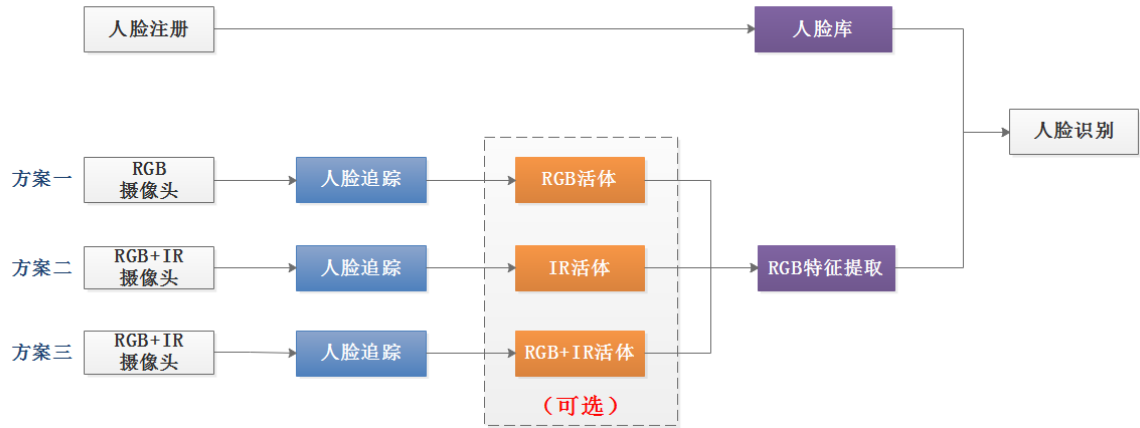 人脸注册
人脸库
人脸识别
方案一
RGB
摄像头
人脸追踪
RGB活体
方案二
RGB+IR
摄像头
人脸追踪
IR活体
RGB特征提取
方案三
RGB+IR
摄像头
人脸追踪
RGB+IR活体
(可选)